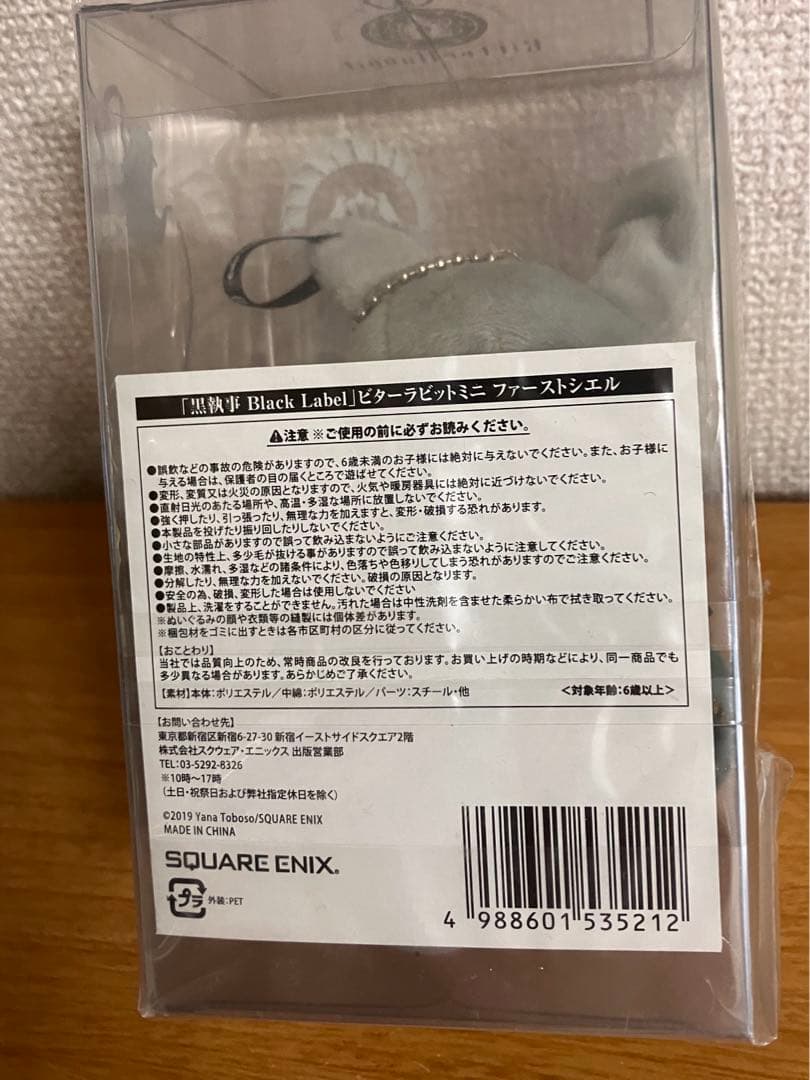 「黒執事 Black Label」ビターラビットミニ ファーストシエル
⚠注意 ※ご使用の前に必ずお読みください。
●誤飲などの事故の危険がありますので、6歳未満のお子様には絶対に与えないでください。また、お子様に
与える場合は、保護者の目の届くところで遊ばせてください。
●変形、変質又は火災の原因となりますので、火気や暖房器具には絶対に近づけないでください。
●直射日光のあたる場所や、高温・多湿な場所に放置しないでください。
●強く押したり、引っ張ったり、無理な力を加えますと、変形・破損する恐れがあります。
●本製品を投げたり振り回したりしないでください。
●小さな部品がありますので誤って飲み込まないようにご注意ください。
●生地の特性上、多少毛が抜ける事がありますので誤って飲み込まないように注意してください。
●摩擦、水濡れ、多湿などの諸条件により、色落ちや色移りしてしまう恐れがありますのでご注意ください。
●分解したり、無理な力を加えないでください。破損の原因となります。
●安全の為、破損、変形した場合は使用しないでください
●製品上、洗濯をすることができません。汚れた場合は中性洗剤を含ませた柔らかい布で拭き取ってください。
※ぬいぐるみの顔や衣類等の縫製には個体差があります。
※梱包材をゴミに出すときは各市区町村の区分に従ってください。
【おことわり】
当社では品質向上のため、常時商品の改良を行っております。お買い上げの時期などにより、同一商品でも
多少異なる場合があります。あらかじめご了承ください。
【素材】本体:ポリエステル／中綿:ポリエステル／パーツ:スチール・他 <対象年齢:6歳以上>
【お問い合わせ先】
東京都新宿区新宿6-27-30 新宿イーストサイドスクエア2階
株式会社スクウェア・エニックス 出版営業部
TEL:03-5292-8326
※10時～17時
(土日・祝祭日および弊社指定休日を除く)
©2019 Yana Toboso/SQUARE ENIX
MADE IN CHINA
SQUARE ENIX®
プラ 外装:PET
4 988601 535212